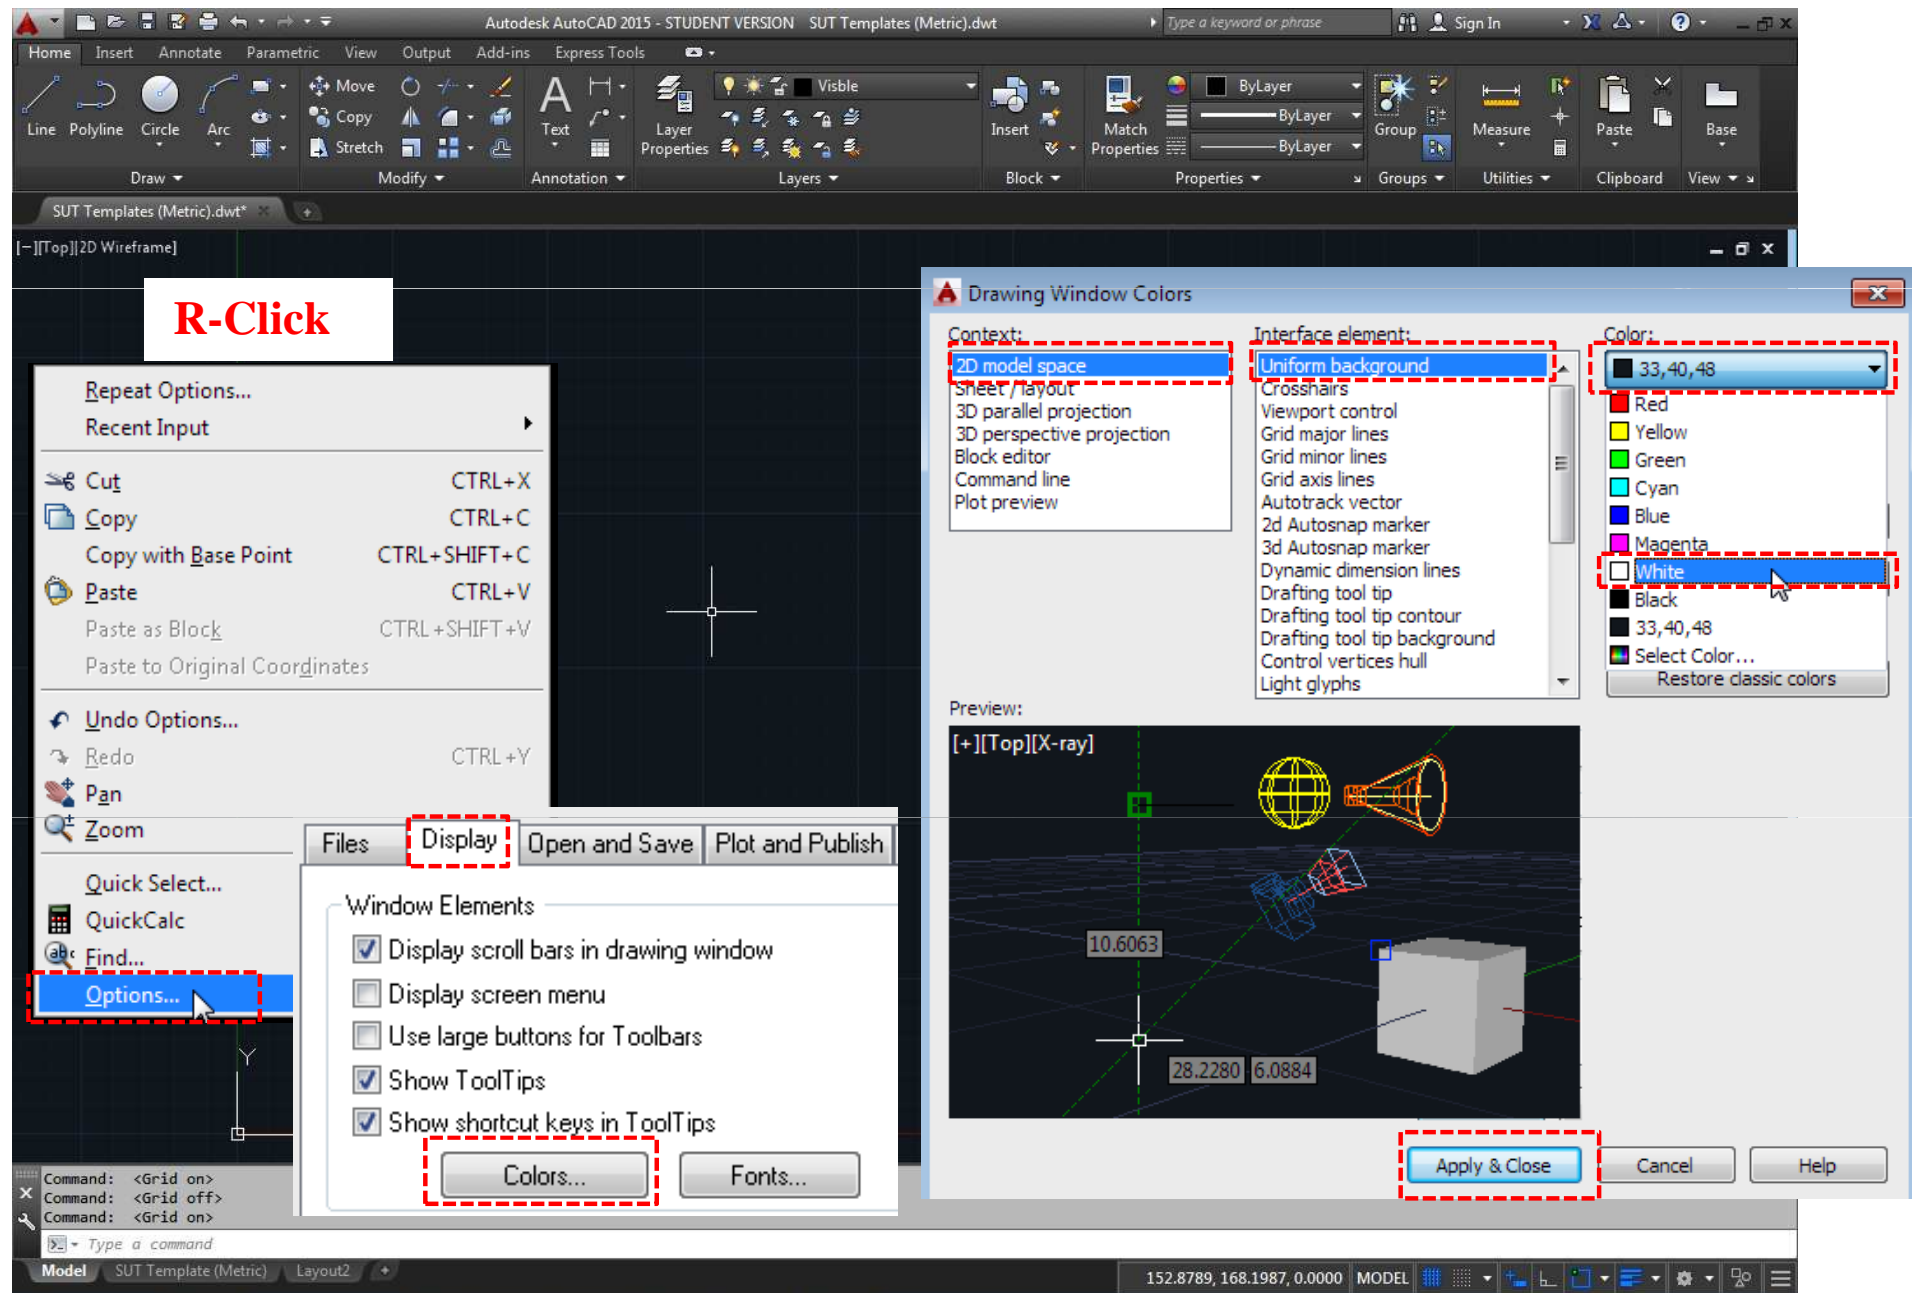 Autodesk AutoCAD 2015 - STUDENT VERSION SUT Templates (Metric).dwt
Type a keyword or phrase
Sign In
Home Insert Annotate Parametric View Output Add-ins Express Tools
Line Polyline Circle Arc
Move
Copy
Stretch
Text
Layer Properties
Visble
Insert
Match Properties
ByLayer
ByLayer
ByLayer
Group
Measure
Paste
Base
Draw Modify Annotation Layers Block Properties Groups Utilities Clipboard View
SUT Templates (Metric).dwt*
[−][Top][2D Wireframe]
R-Click
Repeat Options...
Recent Input
Cut CTRL+X
Copy CTRL+C
Copy with Base Point CTRL+SHIFT+C
Paste CTRL+V
Paste as Block CTRL+SHIFT+V
Paste to Original Coordinates
Undo Options...
Redo CTRL+Y
Pan
Zoom
Quick Select...
QuickCalc
Find...
Options...
Y
Files Display Open and Save Plot and Publish
Window Elements
Display scroll bars in drawing window
Display screen menu
Use large buttons for Toolbars
Show ToolTips
Show shortcut keys in ToolTips
Colors... Fonts...
Drawing Window Colors
Context:
2D model space
Sheet / layout
3D parallel projection
3D perspective projection
Block editor
Command line
Plot preview
Interface element:
Uniform background
Crosshairs
Viewport control
Grid major lines
Grid minor lines
Grid axis lines
Autotrack vector
2d Autosnap marker
3d Autosnap marker
Dynamic dimension lines
Drafting tool tip
Drafting tool tip contour
Drafting tool tip background
Control vertices hull
Light glyphs
Color:
33,40,48
Red
Yellow
Green
Cyan
Blue
Magenta
White
Black
33,40,48
Select Color...
Restore classic colors
Preview:
[+][Top][X-ray]
10.6063
28.2280 6.0884
Apply & Close Cancel Help
Command: <Grid on>
Command: <Grid off>
Command: <Grid on>
Type a command
Model SUT Template (Metric) Layout2 +
152.8789, 168.1987, 0.0000 MODEL